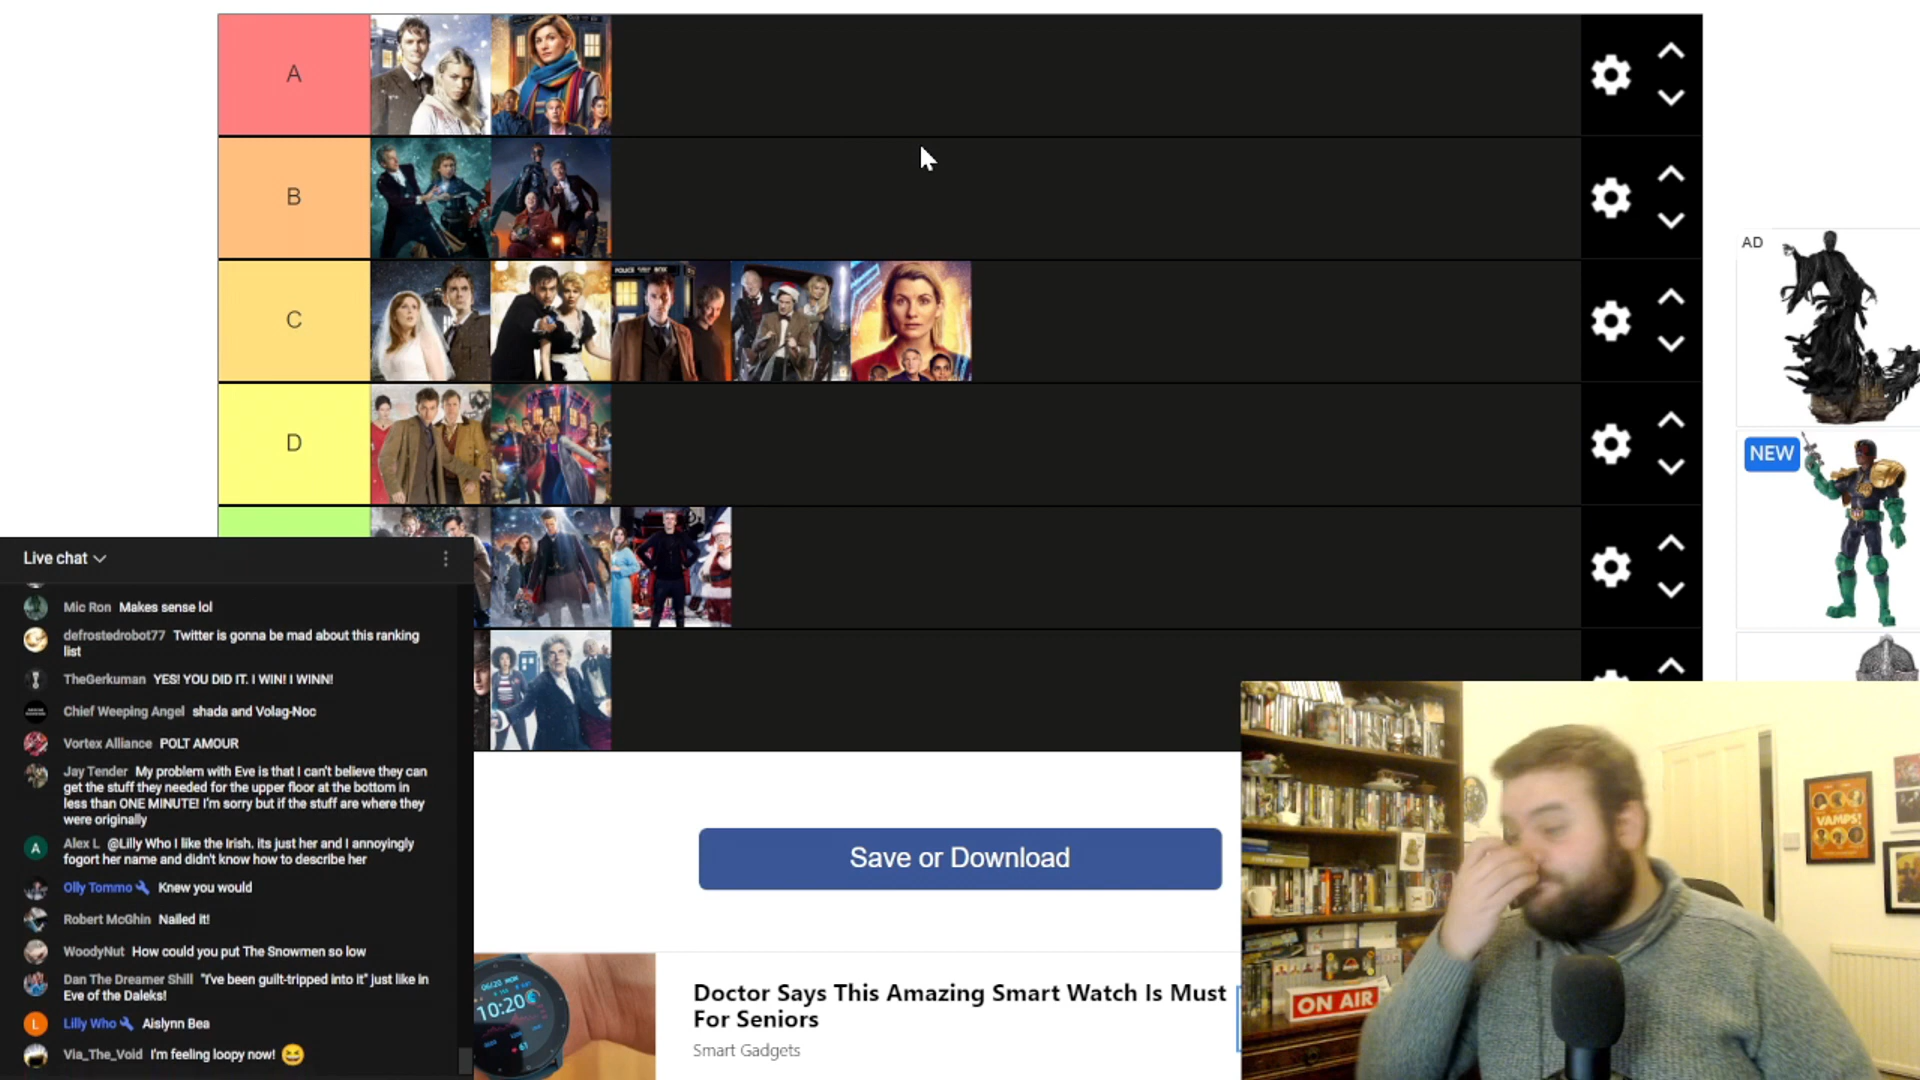 A
B
C
POLICE BOX
D
AD
NEW
Live chat
Mic Ron Makes sense lol
defrostedrobot77 Twitter is gonna be mad about this ranking
list
TheGerkuman YES! YOU DID IT. I WIN! I WINN!
Chief Weeping Angel shada and Volag-Noc
Vortex Alliance POLT AMOUR
Jay Tender My problem with Eve is that I can't believe they can
get the stuff they needed for the upper floor at the bottom in
less than ONE MINUTE! I'm sorry but if the stuff are where they
were originally
A
Alex L @Lilly Who I like the Irish. its just her and I annoyingly
fogort her name and didn't know how to describe her
Olly Tommo Knew you would
Robert McGhin Nailed it!
WoodyNut How could you put The Snowmen so low
Dan The Dreamer Shill "I've been guilt-tripped into it" just like in
Eve of the Daleks!
L
Lilly Who Aislynn Bea
Via_The_Void I'm feeling loopy now!
Save or Download
10:20
Doctor Says This Amazing Smart Watch Is Must
For Seniors
Smart Gadgets
VAMPS!
ON AIR